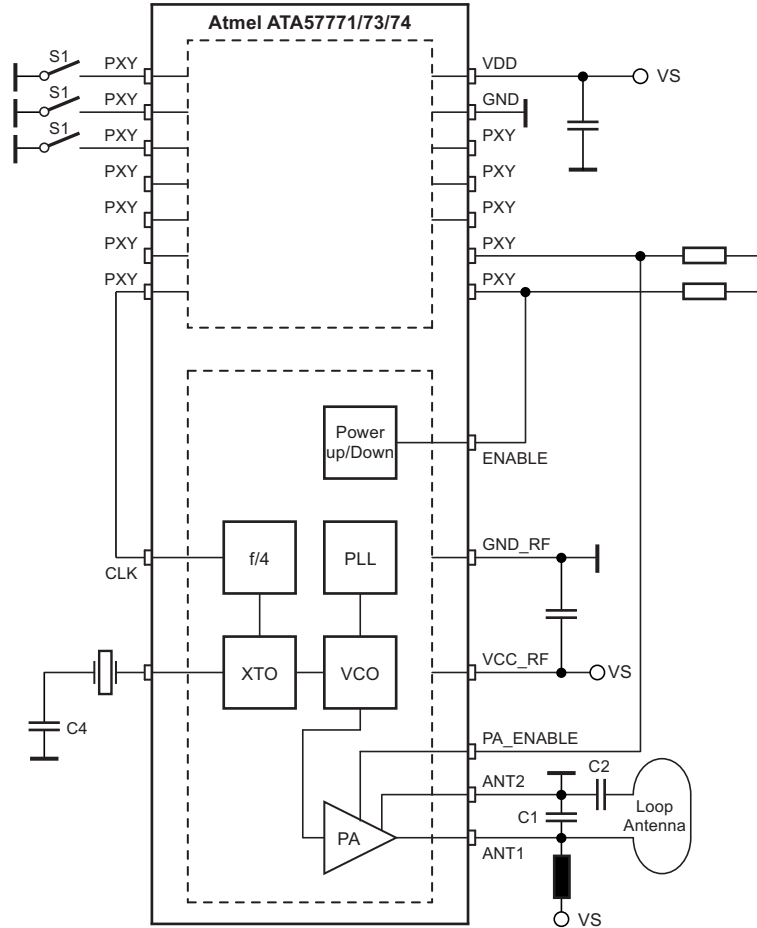 Atmel ATA57771/73/74
S1
PXY
VDD
VS
S1
PXY
GND
S1
PXY
PXY
PXY
PXY
PXY
PXY
PXY
PXY
PXY
PXY
Power
up/Down
ENABLE
f/4
PLL
GND_RF
CLK
XTO
VCO
VCC_RF
VS
C4
PA_ENABLE
ANT2
C2
C1
Loop
Antenna
PA
ANT1
VS